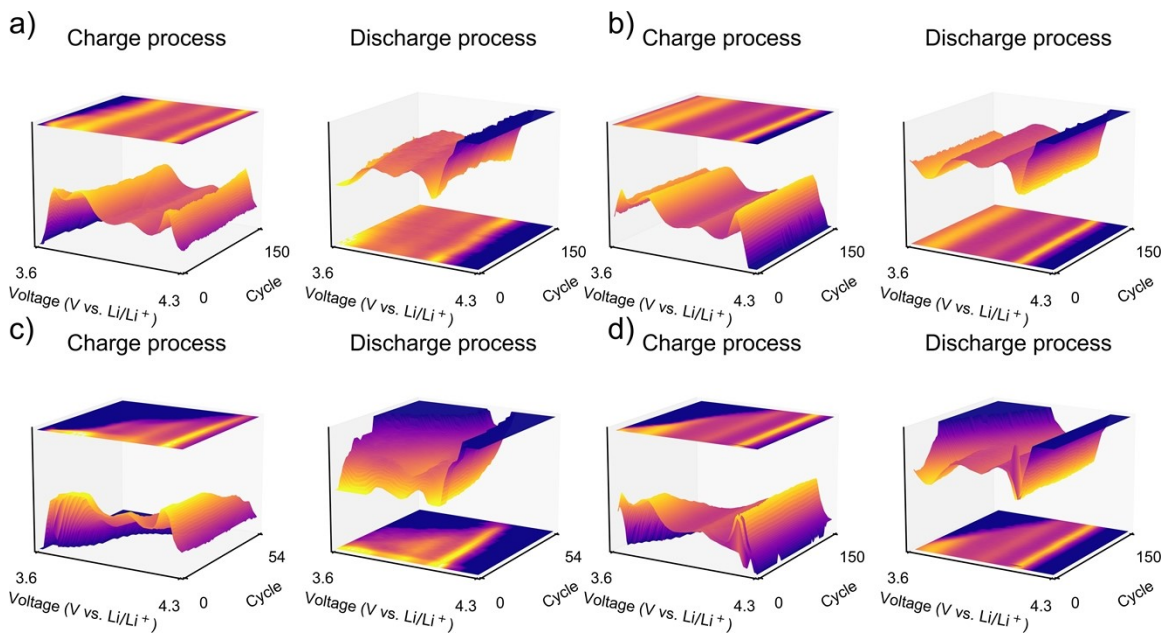 a)
Charge process
Discharge process
b)
Charge process
Discharge process
3.6
Voltage (V vs. Li/Li⁺)
4.3
0
Cycle
150
3.6
Voltage (V vs. Li/Li⁺)
4.3
0
Cycle
150
3.6
Voltage (V vs. Li/Li⁺)
4.3
0
Cycle
150
3.6
Voltage (V vs. Li/Li⁺)
4.3
0
Cycle
150
c)
Charge process
Discharge process
d)
Charge process
Discharge process
3.6
Voltage (V vs. Li/Li⁺)
4.3
0
Cycle
54
3.6
Voltage (V vs. Li/Li⁺)
4.3
0
Cycle
54
3.6
Voltage (V vs. Li/Li⁺)
4.3
0
Cycle
150
3.6
Voltage (V vs. Li/Li⁺)
4.3
0
Cycle
150